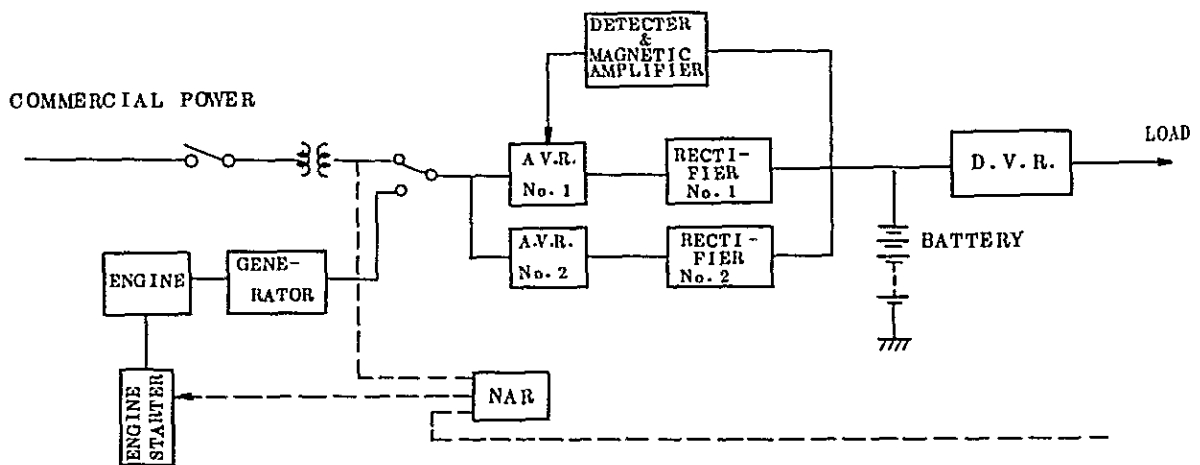 DETECTER
&
MAGNETIC
AMPLIFIER
COMMERCIAL POWER
LOAD
A.V.R.
No. 1
RECTI-
FIER
No. 1
D.V.R.
A.V.R.
No. 2
RECTI-
FIER
No. 2
BATTERY
ENGINE
GENE-
RATOR
ENGINE
STARTER
NAR